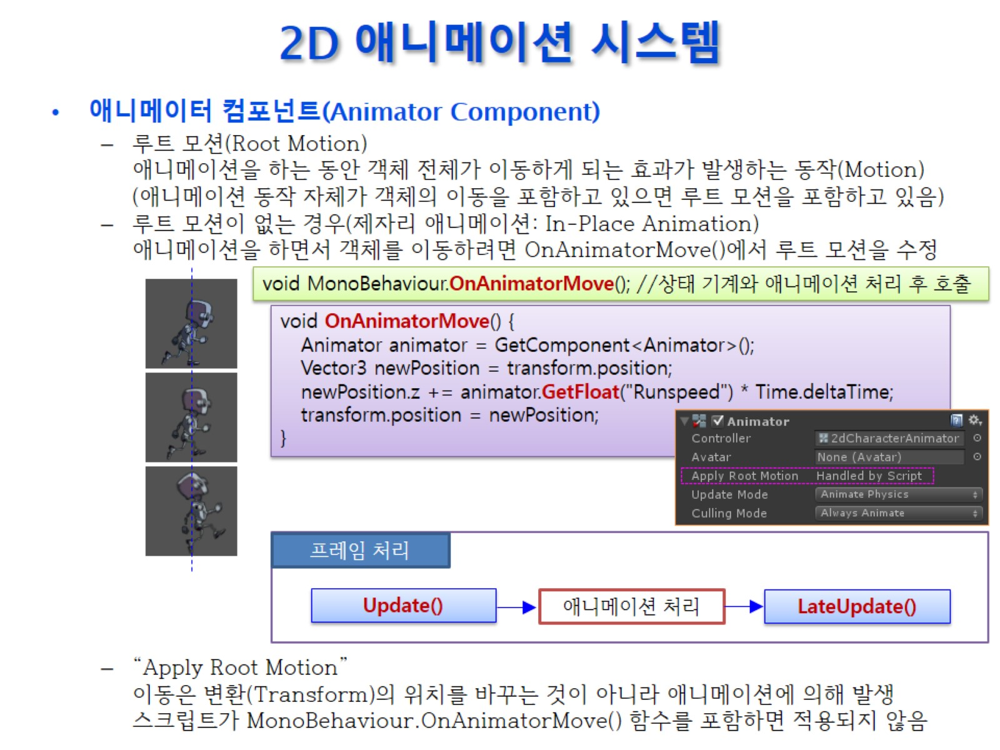 2D 애니메이션 시스템
• 애니메이터 컴포넌트(Animator Component)
– 루트 모션(Root Motion)
애니메이션을 하는 동안 객체 전체가 이동하게 되는 효과가 발생하는 동작(Motion)
(애니메이션 동작 자체가 객체의 이동을 포함하고 있으면 루트 모션을 포함하고 있음)
– 루트 모션이 없는 경우(제자리 애니메이션: In-Place Animation)
애니메이션을 하면서 객체를 이동하려면 OnAnimatorMove()에서 루트 모션을 수정
void MonoBehaviour.OnAnimatorMove(); //상태 기계와 애니메이션 처리 후 호출
void OnAnimatorMove() {
Animator animator = GetComponent<Animator>();
Vector3 newPosition = transform.position;
newPosition.z += animator.GetFloat("Runspeed") * Time.deltaTime;
transform.position = newPosition;
}
Animator
Controller 2dCharacterAnimator
Avatar None (Avatar)
Apply Root Motion Handled by Script
Update Mode Animate Physics
Culling Mode Always Animate
프레임 처리
Update() 애니메이션 처리 LateUpdate()
– “Apply Root Motion”
이동은 변환(Transform)의 위치를 바꾸는 것이 아니라 애니메이션에 의해 발생
스크립트가 MonoBehaviour.OnAnimatorMove() 함수를 포함하면 적용되지 않음